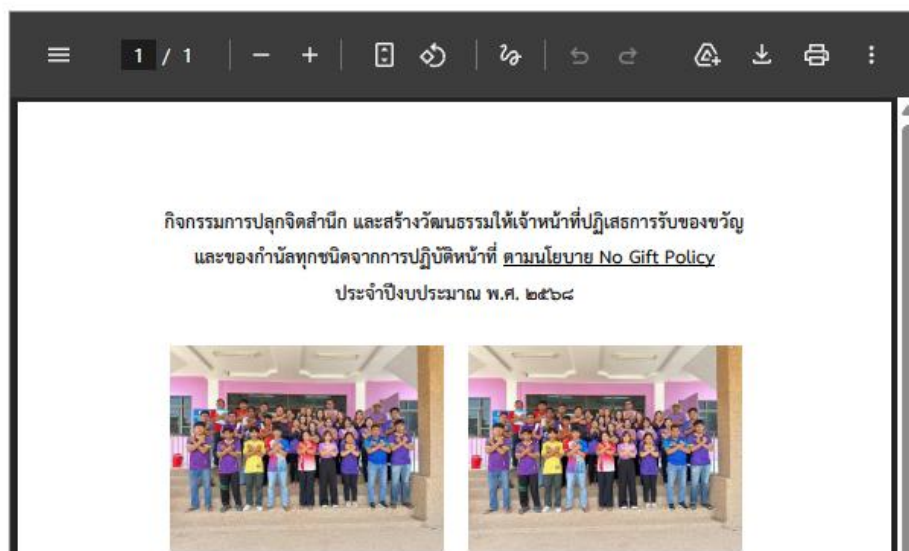 1 / 1
กิจกรรมการปลุกจิตสำนึก และสร้างวัฒนธรรมให้เจ้าหน้าที่ปฏิเสธการรับของขวัญ
และของกำนัลทุกชนิดจากการปฏิบัติหน้าที่ ตามนโยบาย No Gift Policy
ประจำปีงบประมาณ พ.ศ. ๒๕๖๘